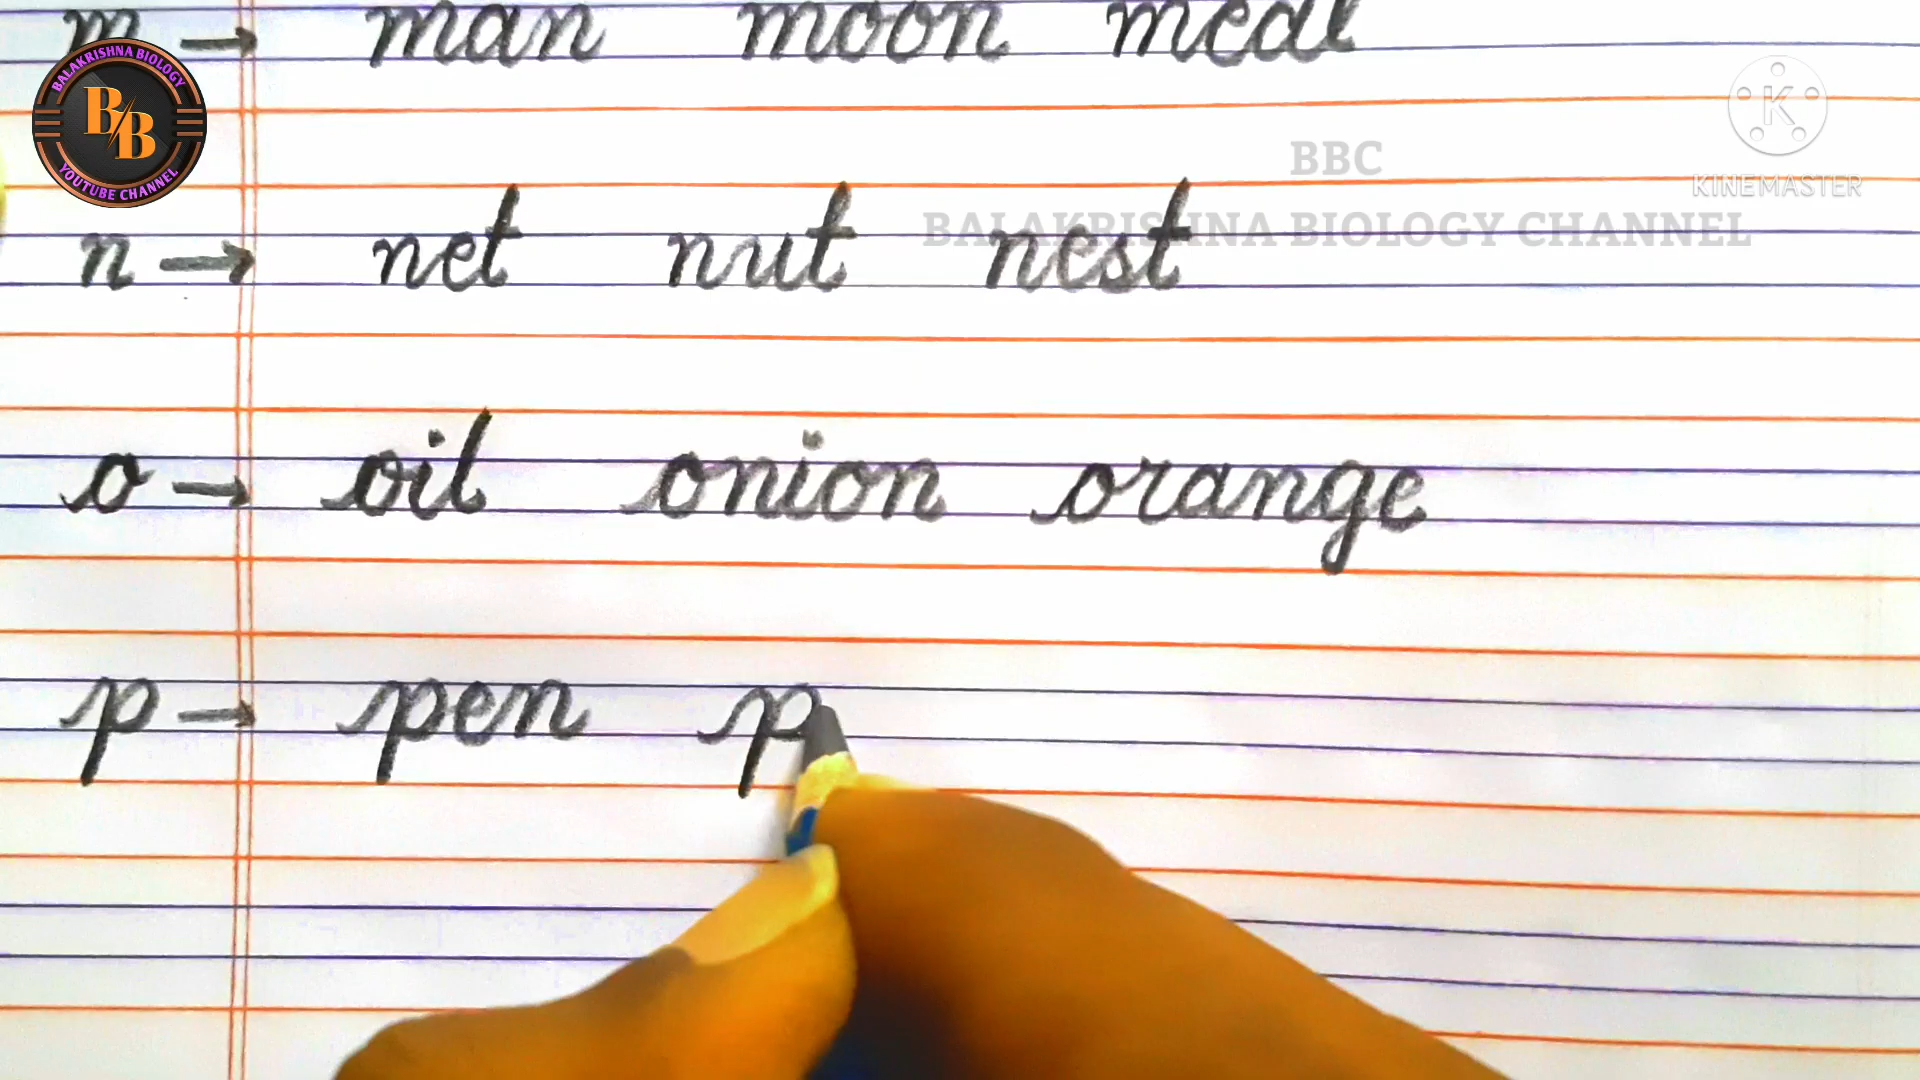 m → man moon meal
BALAKRISHNA BIOLOGY
BB
YOUTUBE CHANNEL
BBC
BALAKRISHNA BIOLOGY CHANNEL
K
KINEMASTER
n → net nut nest
o → oil onion orange
p → pen p